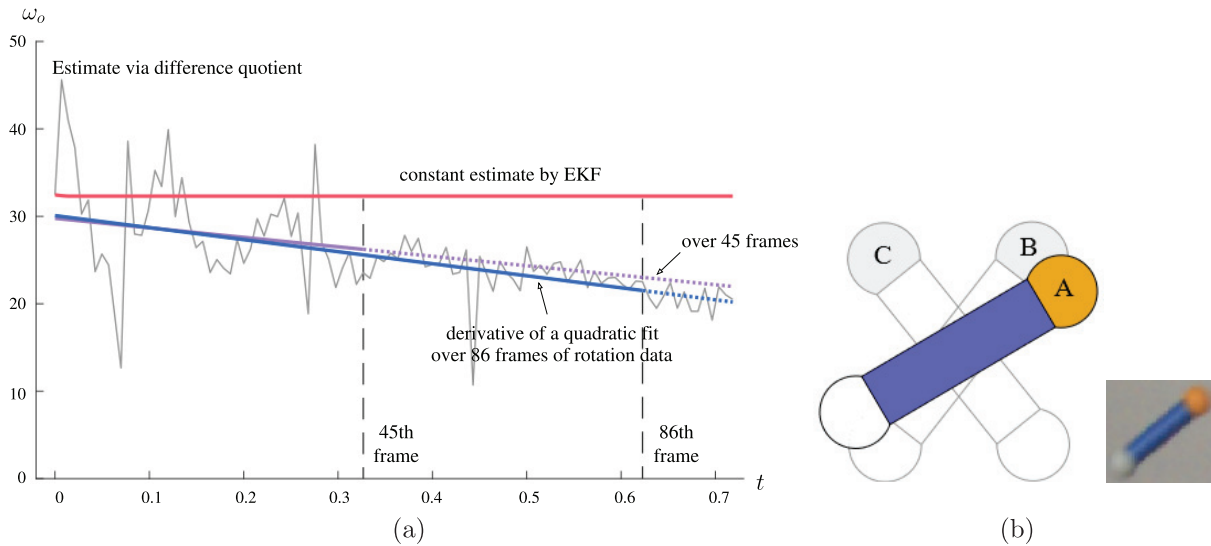 ωₒ
50
Estimate via difference quotient
40
constant estimate by EKF
30
over 45 frames
20
derivative of a quadratic fit
over 86 frames of rotation data
10
45th
frame
86th
frame
0
0 0.1 0.2 0.3 0.4 0.5 0.6 0.7 t
(a)
C B A
(b)